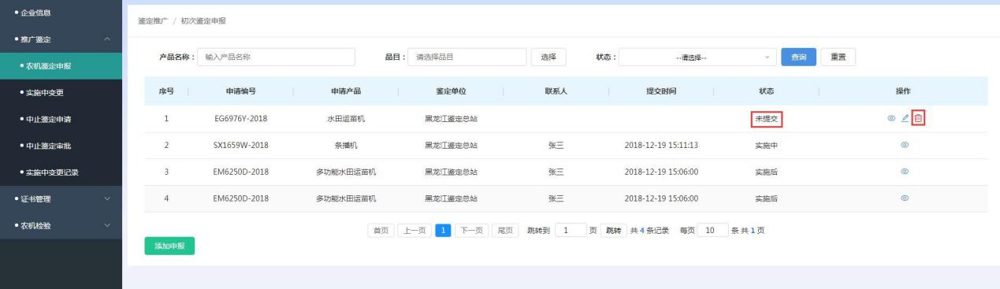 企业信息
推广鉴定
农机鉴定申报
实施中变更
中止鉴定申请
中止鉴定审批
实施中变更记录
证书管理
农机检验
鉴定推广 / 初次鉴定申报
产品名称： 输入产品名称 品目： 请选择品目 选择 状态： --请选择-- 查询 重置
序号 申请编号 申请产品 鉴定单位 联系人 提交时间 状态 操作
1 EG6976Y-2018 水田运苗机 黑龙江鉴定总站 未提交
2 SX1659W-2018 条播机 黑龙江鉴定总站 张三 2018-12-19 15:11:13 实施中
3 EM6250D-2018 多功能水田运苗机 黑龙江鉴定总站 张三 2018-12-19 15:06:00 实施后
4 EM6250D-2018 多功能水田运苗机 黑龙江鉴定总站 张三 2018-12-19 15:06:00 实施后
首页 上一页 1 下一页 尾页 跳转到 1 页 跳转 共 4 条记录 每页 10 条 共 1 页
添加申报